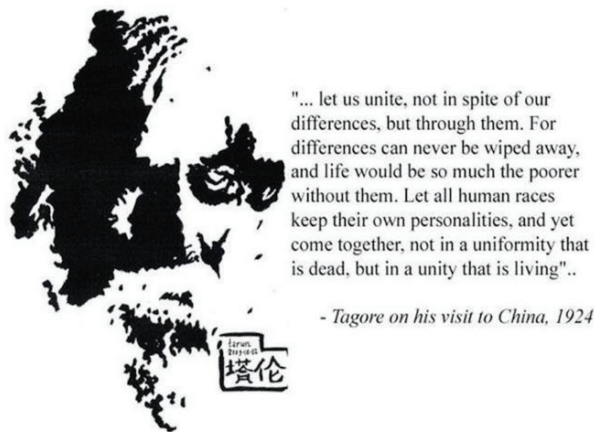 "... let us unite, not in spite of our
differences, but through them. For
differences can never be wiped away,
and life would be so much the poorer
without them. Let all human races
keep their own personalities, and yet
come together, not in a uniformity that
is dead, but in a unity that is living"..
- Tagore on his visit to China, 1924
tarun
塔伦